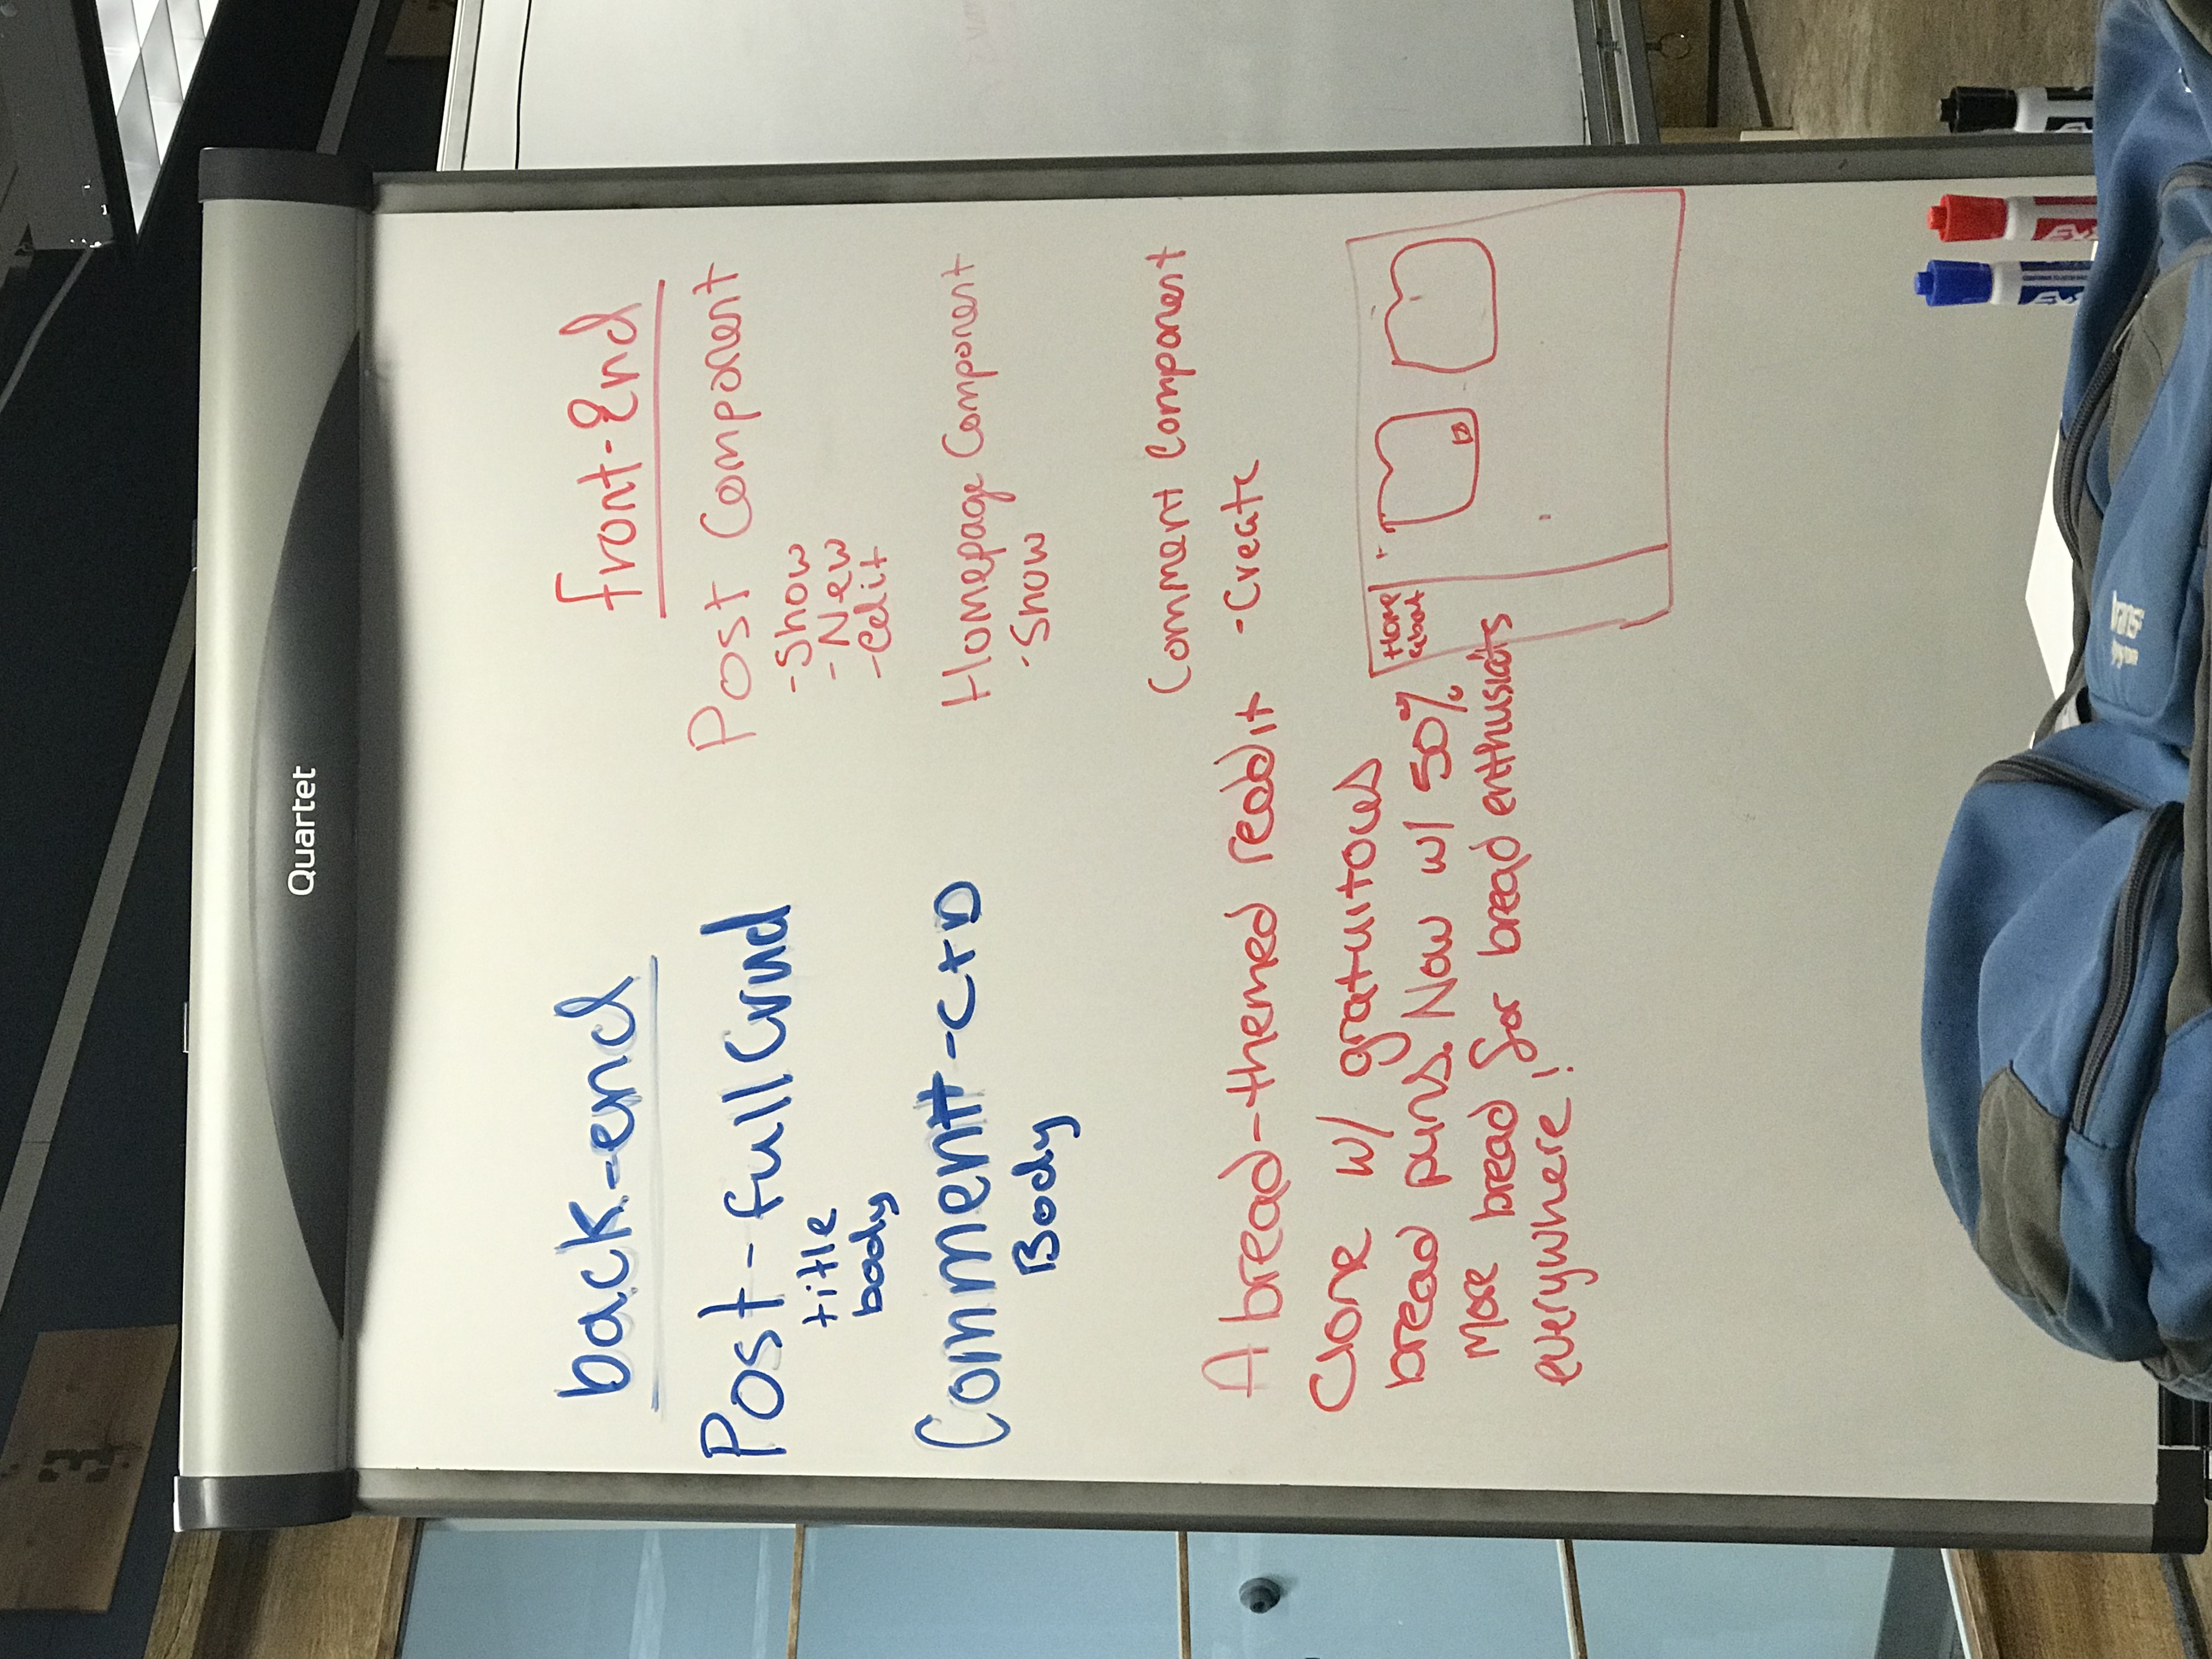 3
Quartet
back-end
Post-full Crud
title
body
Comment-C+D
Body
front-End
Post Component
-Show
-New
-Edit
Homepage Component
-Show
Comment Component
-Create
A bread-themed reddit
Clone w/ gratuitous
bread puns. Now w/ 50%
More bread for bread enthusiasts
everywhere!
Home
About